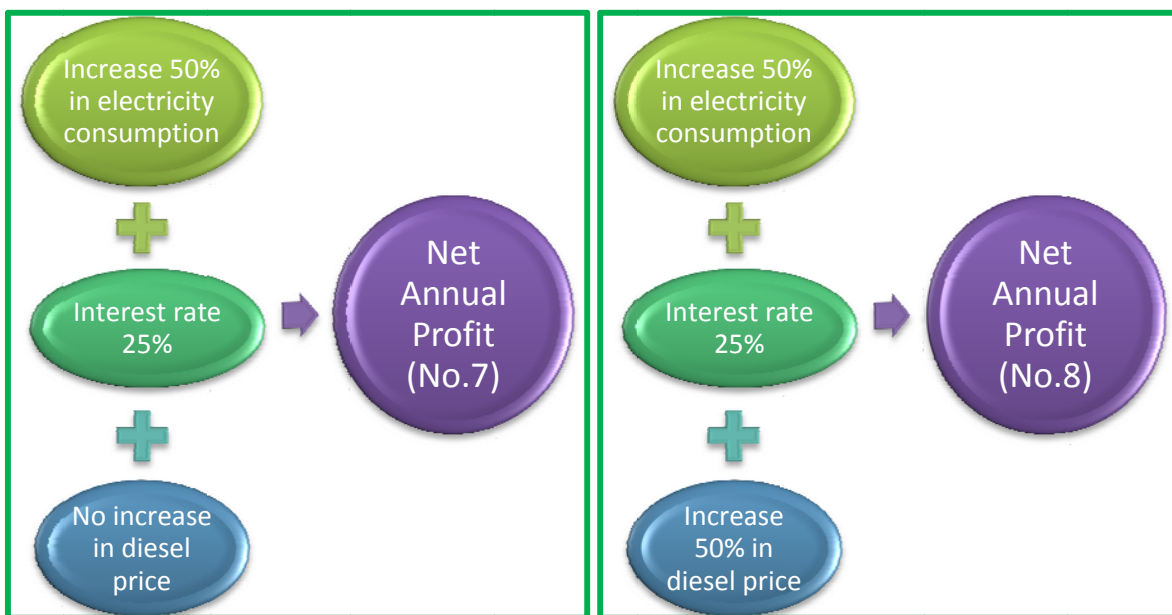 Increase 50%
in electricity
consumption
Interest rate
25%
No increase
in diesel
price
Net
Annual
Profit
(No.7)
Increase 50%
in electricity
consumption
Interest rate
25%
Increase
50% in
diesel price
Net
Annual
Profit
(No.8)